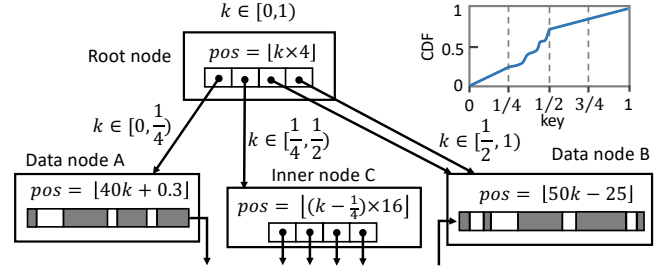 k ∈ [0,1)
Root node
pos = ⌊k×4⌋
k ∈ [0,1/4)
k ∈ [1/4,1/2)
k ∈ [1/2,1)
Data node A
pos = ⌊40k + 0.3⌋
Inner node C
pos = ⌊(k − 1/4)×16⌋
Data node B
pos = ⌊50k − 25⌋
CDF
1
0.5
0
0 1/4 1/2 3/4 1
key